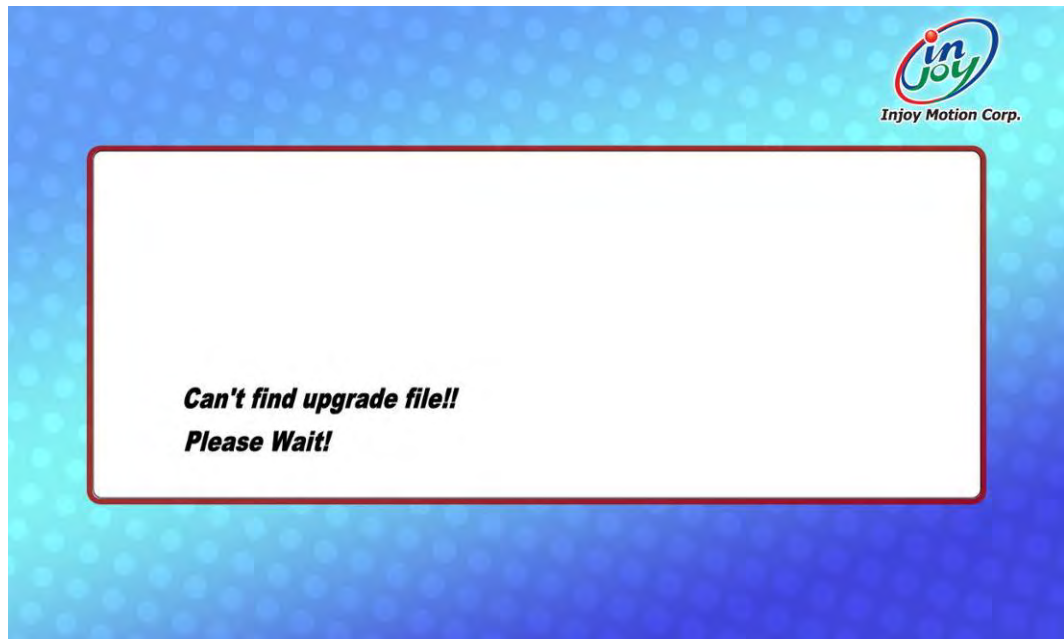 in
joy
Injoy Motion Corp.
Can't find upgrade file!!
Please Wait!